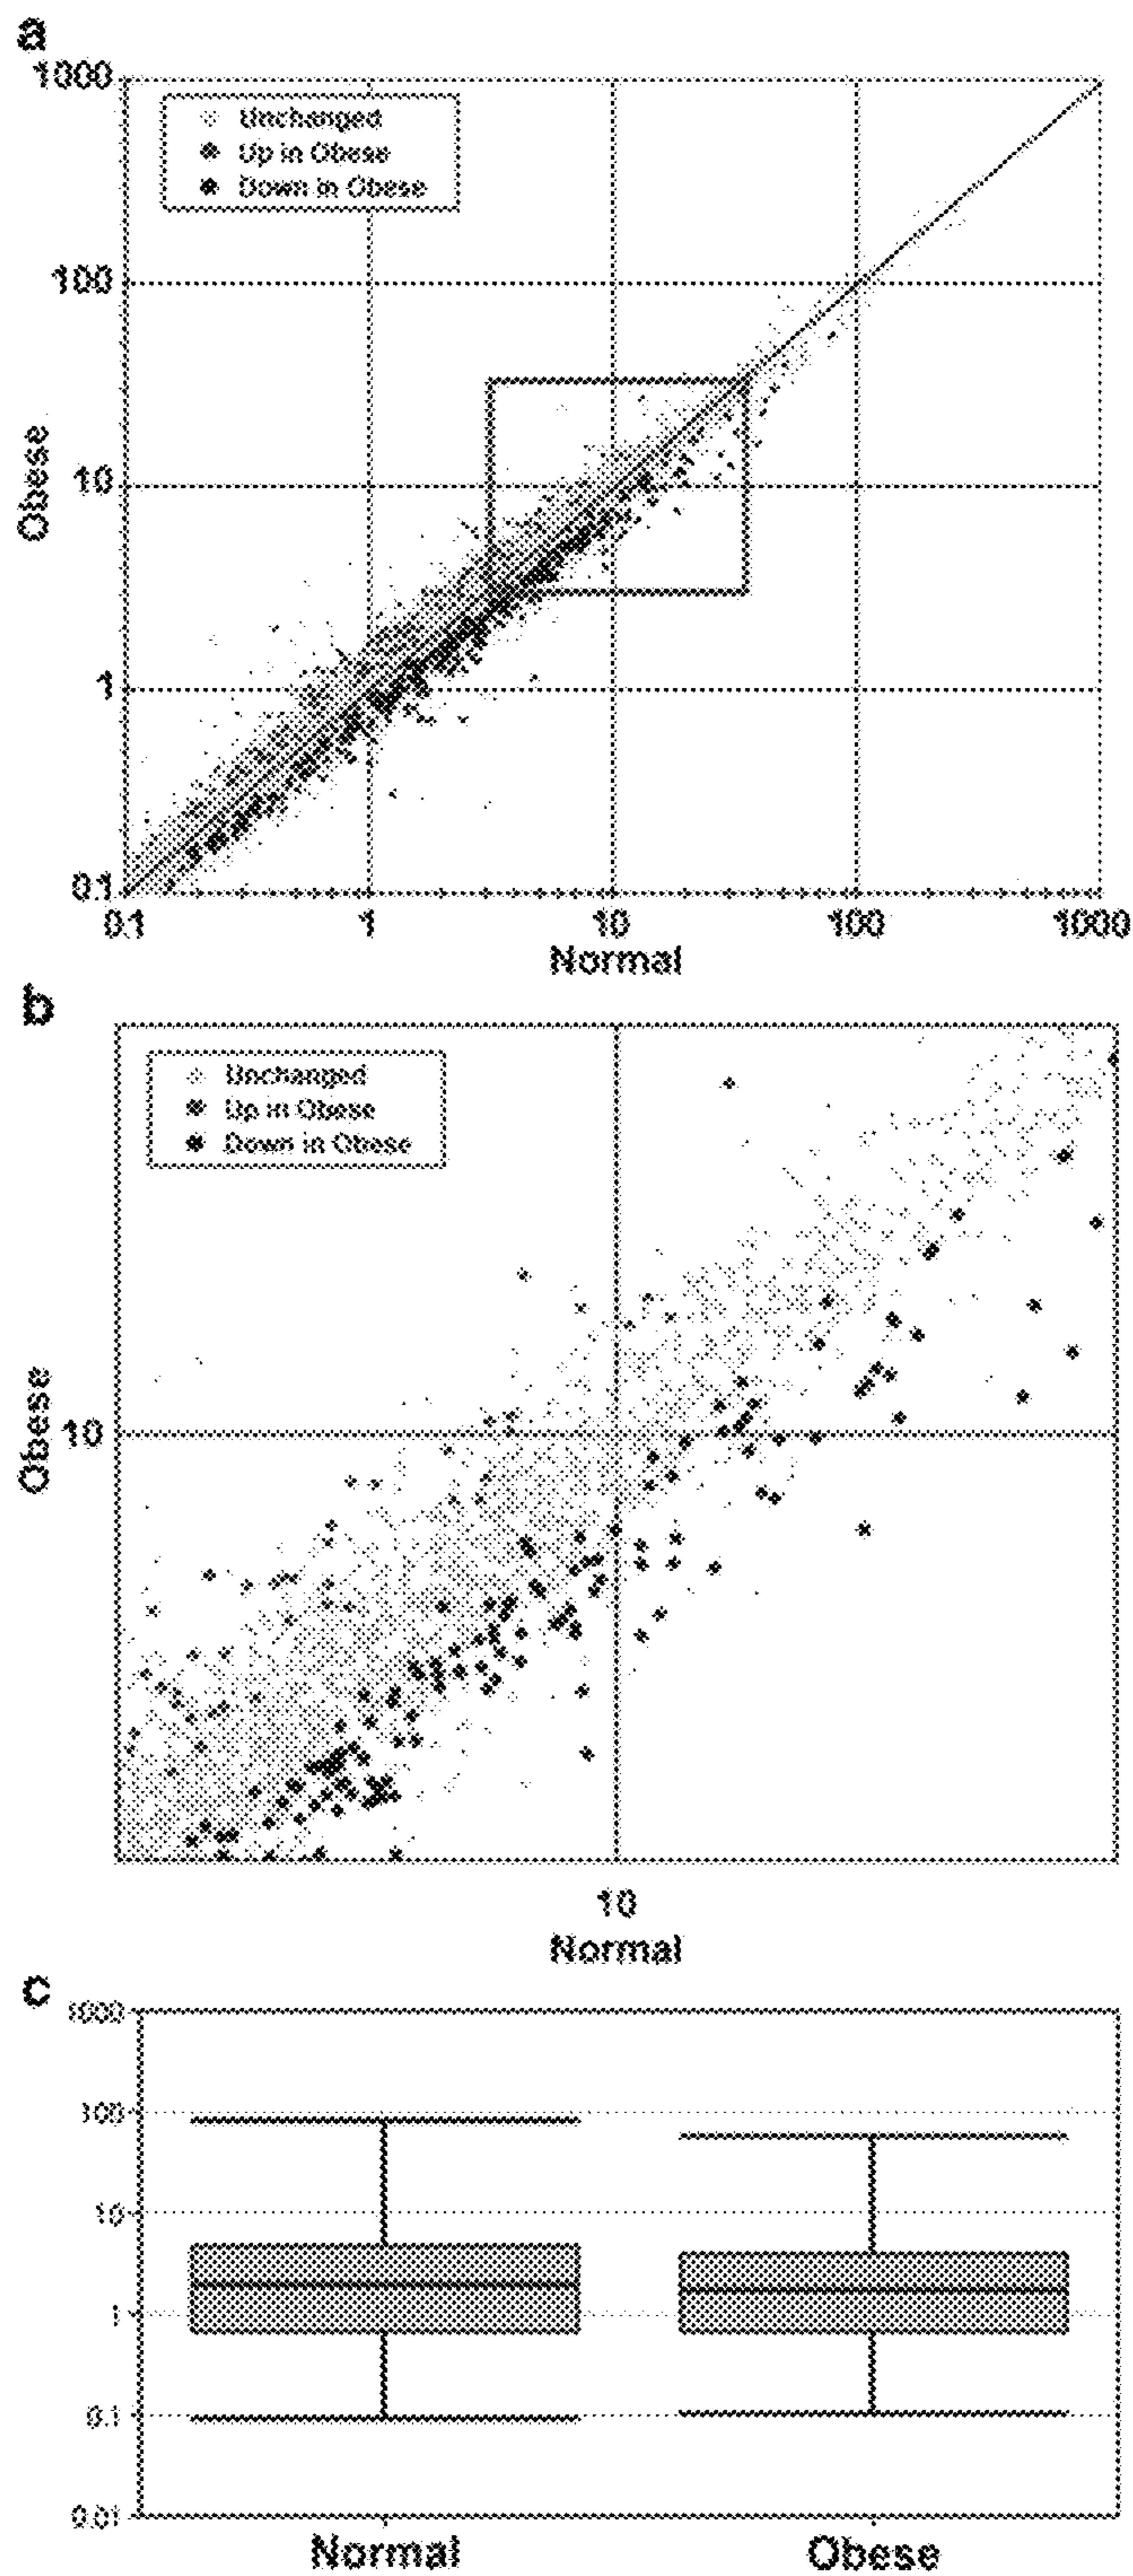 a
1000
Unchanged
Up in Obese
Down in Obese
100
Obese
10
1
0.1
0.1 1 10 100 1000
Normal
b
Unchanged
Up in Obese
Down in Obese
Obese
10
10
Normal
c
1000
100
10
1
0.1
0.01
Normal Obese